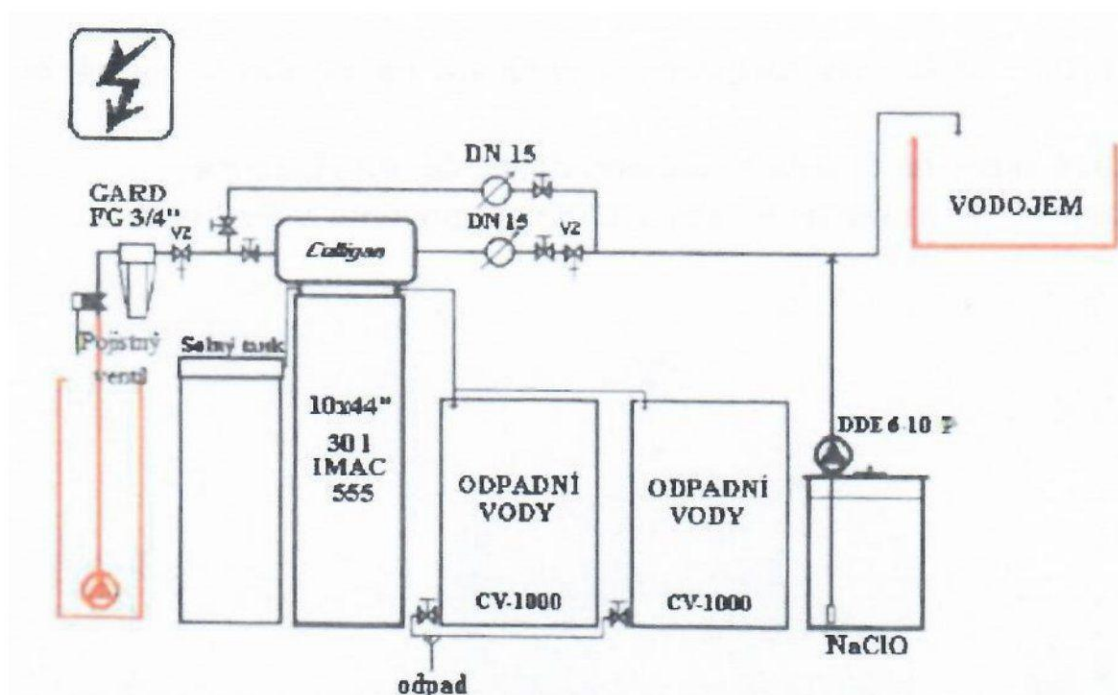 DN 15
GARD
FG 3/4"
V2
Culligan
DN 15
V2
VODOJEM
Pojistný
ventil
Solný tank
10x44"
30 l
IMAC
555
ODPADNÍ
VODY
CV-1000
ODPADNÍ
VODY
CV-1000
DDE 6-10 P
NaClO
odpad